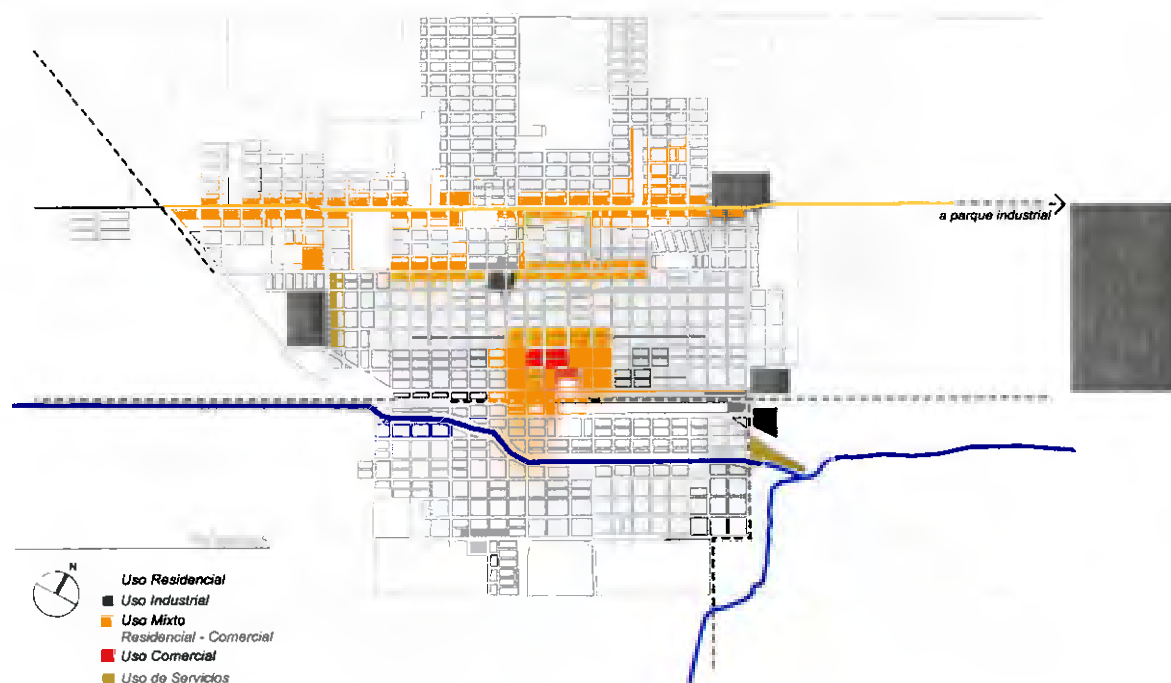 a parque industrial
N
Uso Residencial
Uso Industrial
Uso Mixto
Residencial - Comercial
Uso Comercial
Uso de Servicios